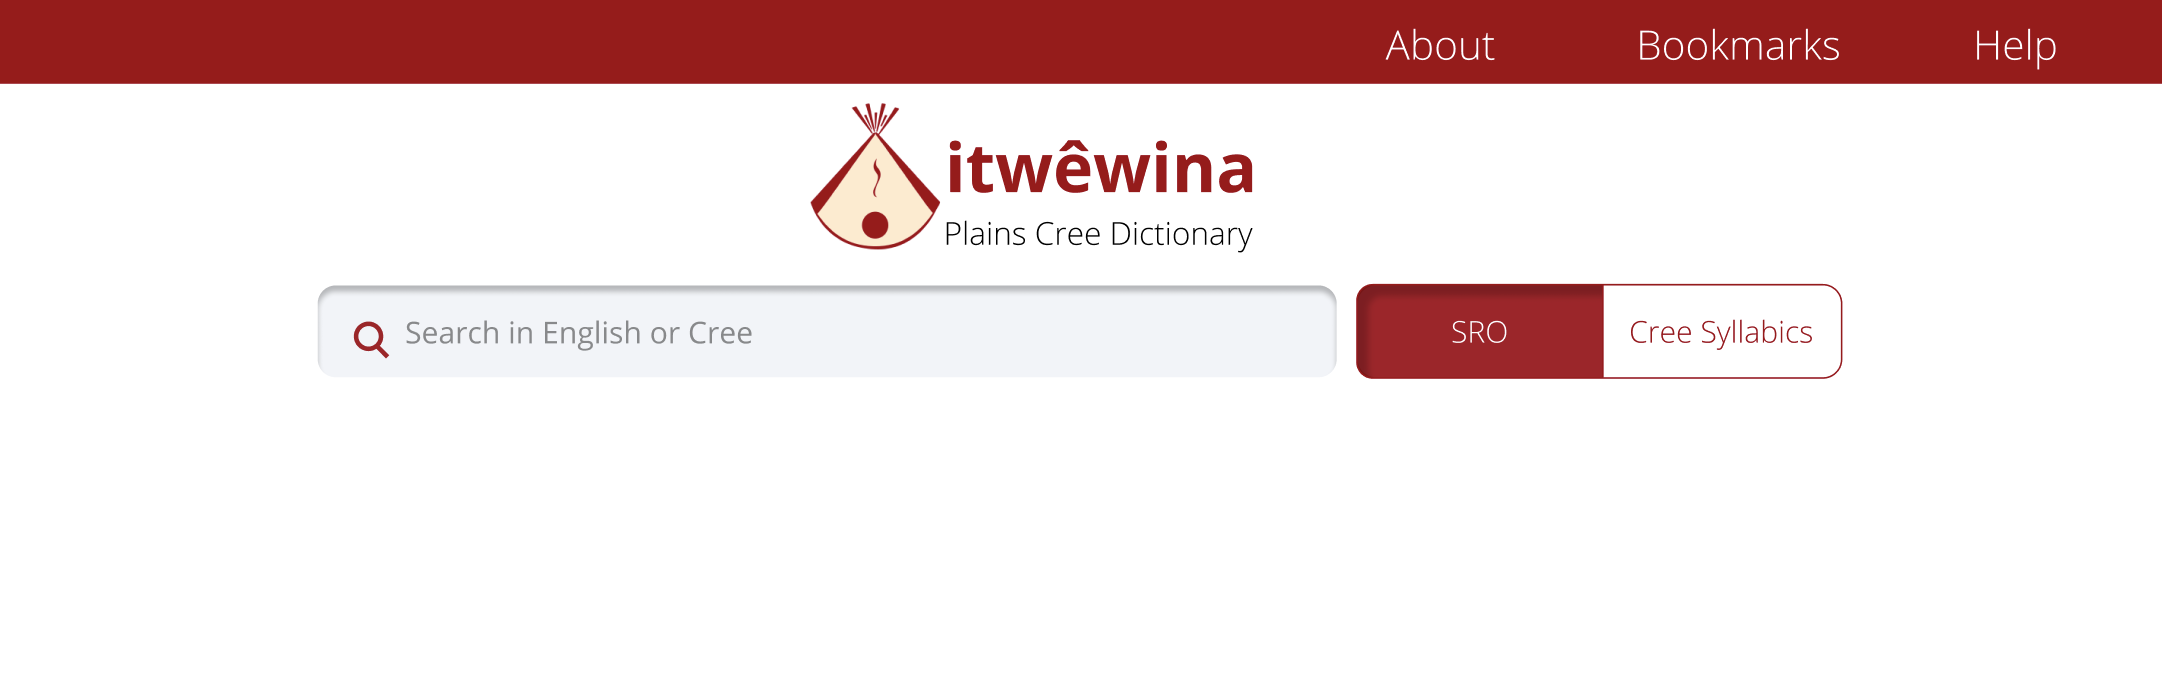 About Bookmarks Help
itwêwina
Plains Cree Dictionary
Search in English or Cree
SRO Cree Syllabics